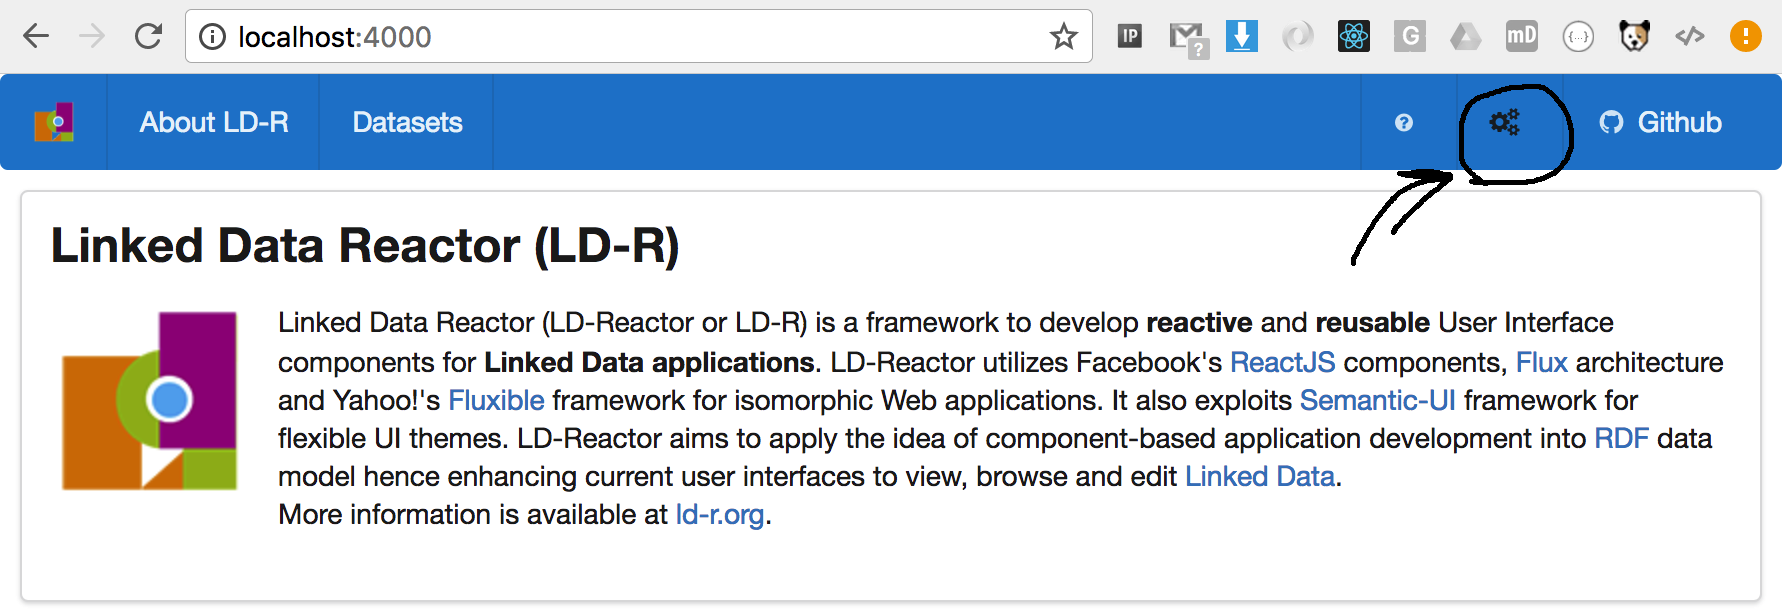 localhost:4000
IP
?
G
mD
{...}
</>
!
About LD-R
Datasets
?
Github
Linked Data Reactor (LD-R)
Linked Data Reactor (LD-Reactor or LD-R) is a framework to develop reactive and reusable User Interface
components for Linked Data applications. LD-Reactor utilizes Facebook's ReactJS components, Flux architecture
and Yahoo!'s Fluxible framework for isomorphic Web applications. It also exploits Semantic-UI framework for
flexible UI themes. LD-Reactor aims to apply the idea of component-based application development into RDF data
model hence enhancing current user interfaces to view, browse and edit Linked Data.
More information is available at ld-r.org.